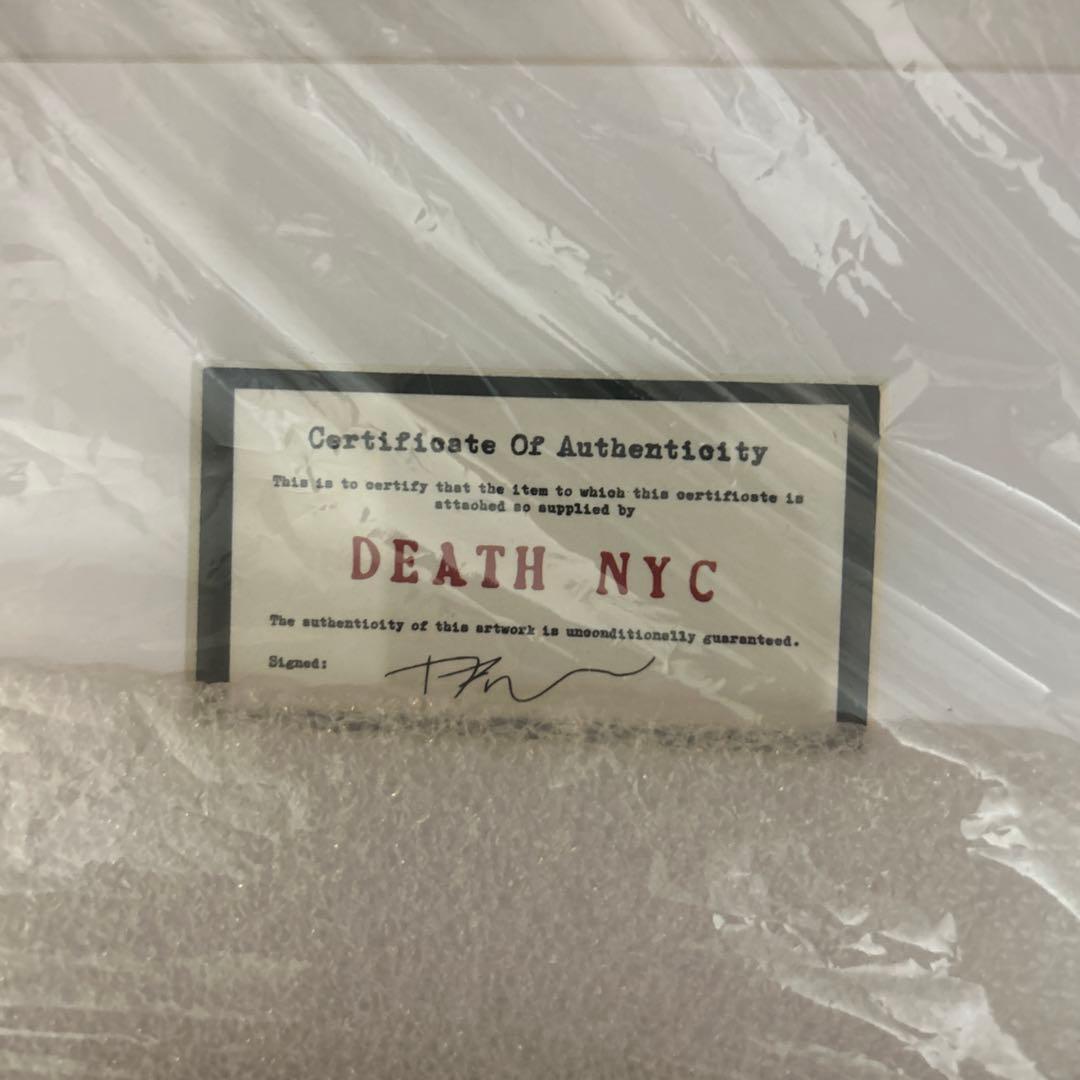 Certificate Of Authenticity
This is to certify that the item to which this certificate is
attached so supplied by
DEATH NYC
The authenticity of this artwork is unconditionally guaranteed.
Signed: